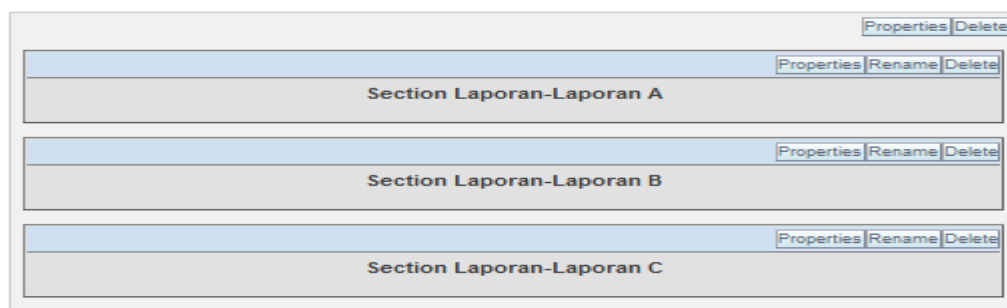 Properties Delete
Properties Rename Delete
Section Laporan-Laporan A
Properties Rename Delete
Section Laporan-Laporan B
Properties Rename Delete
Section Laporan-Laporan C